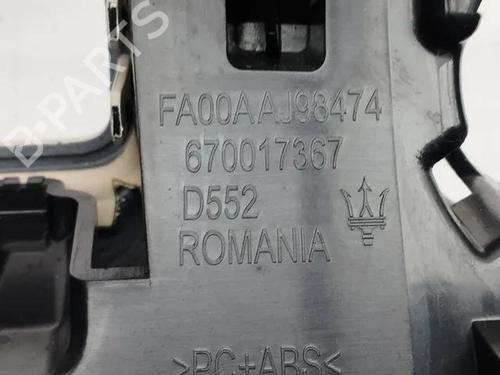 B-PARTS
FA00AAJ98474
670017367
D552
ROMANIA
>PC+ABS<